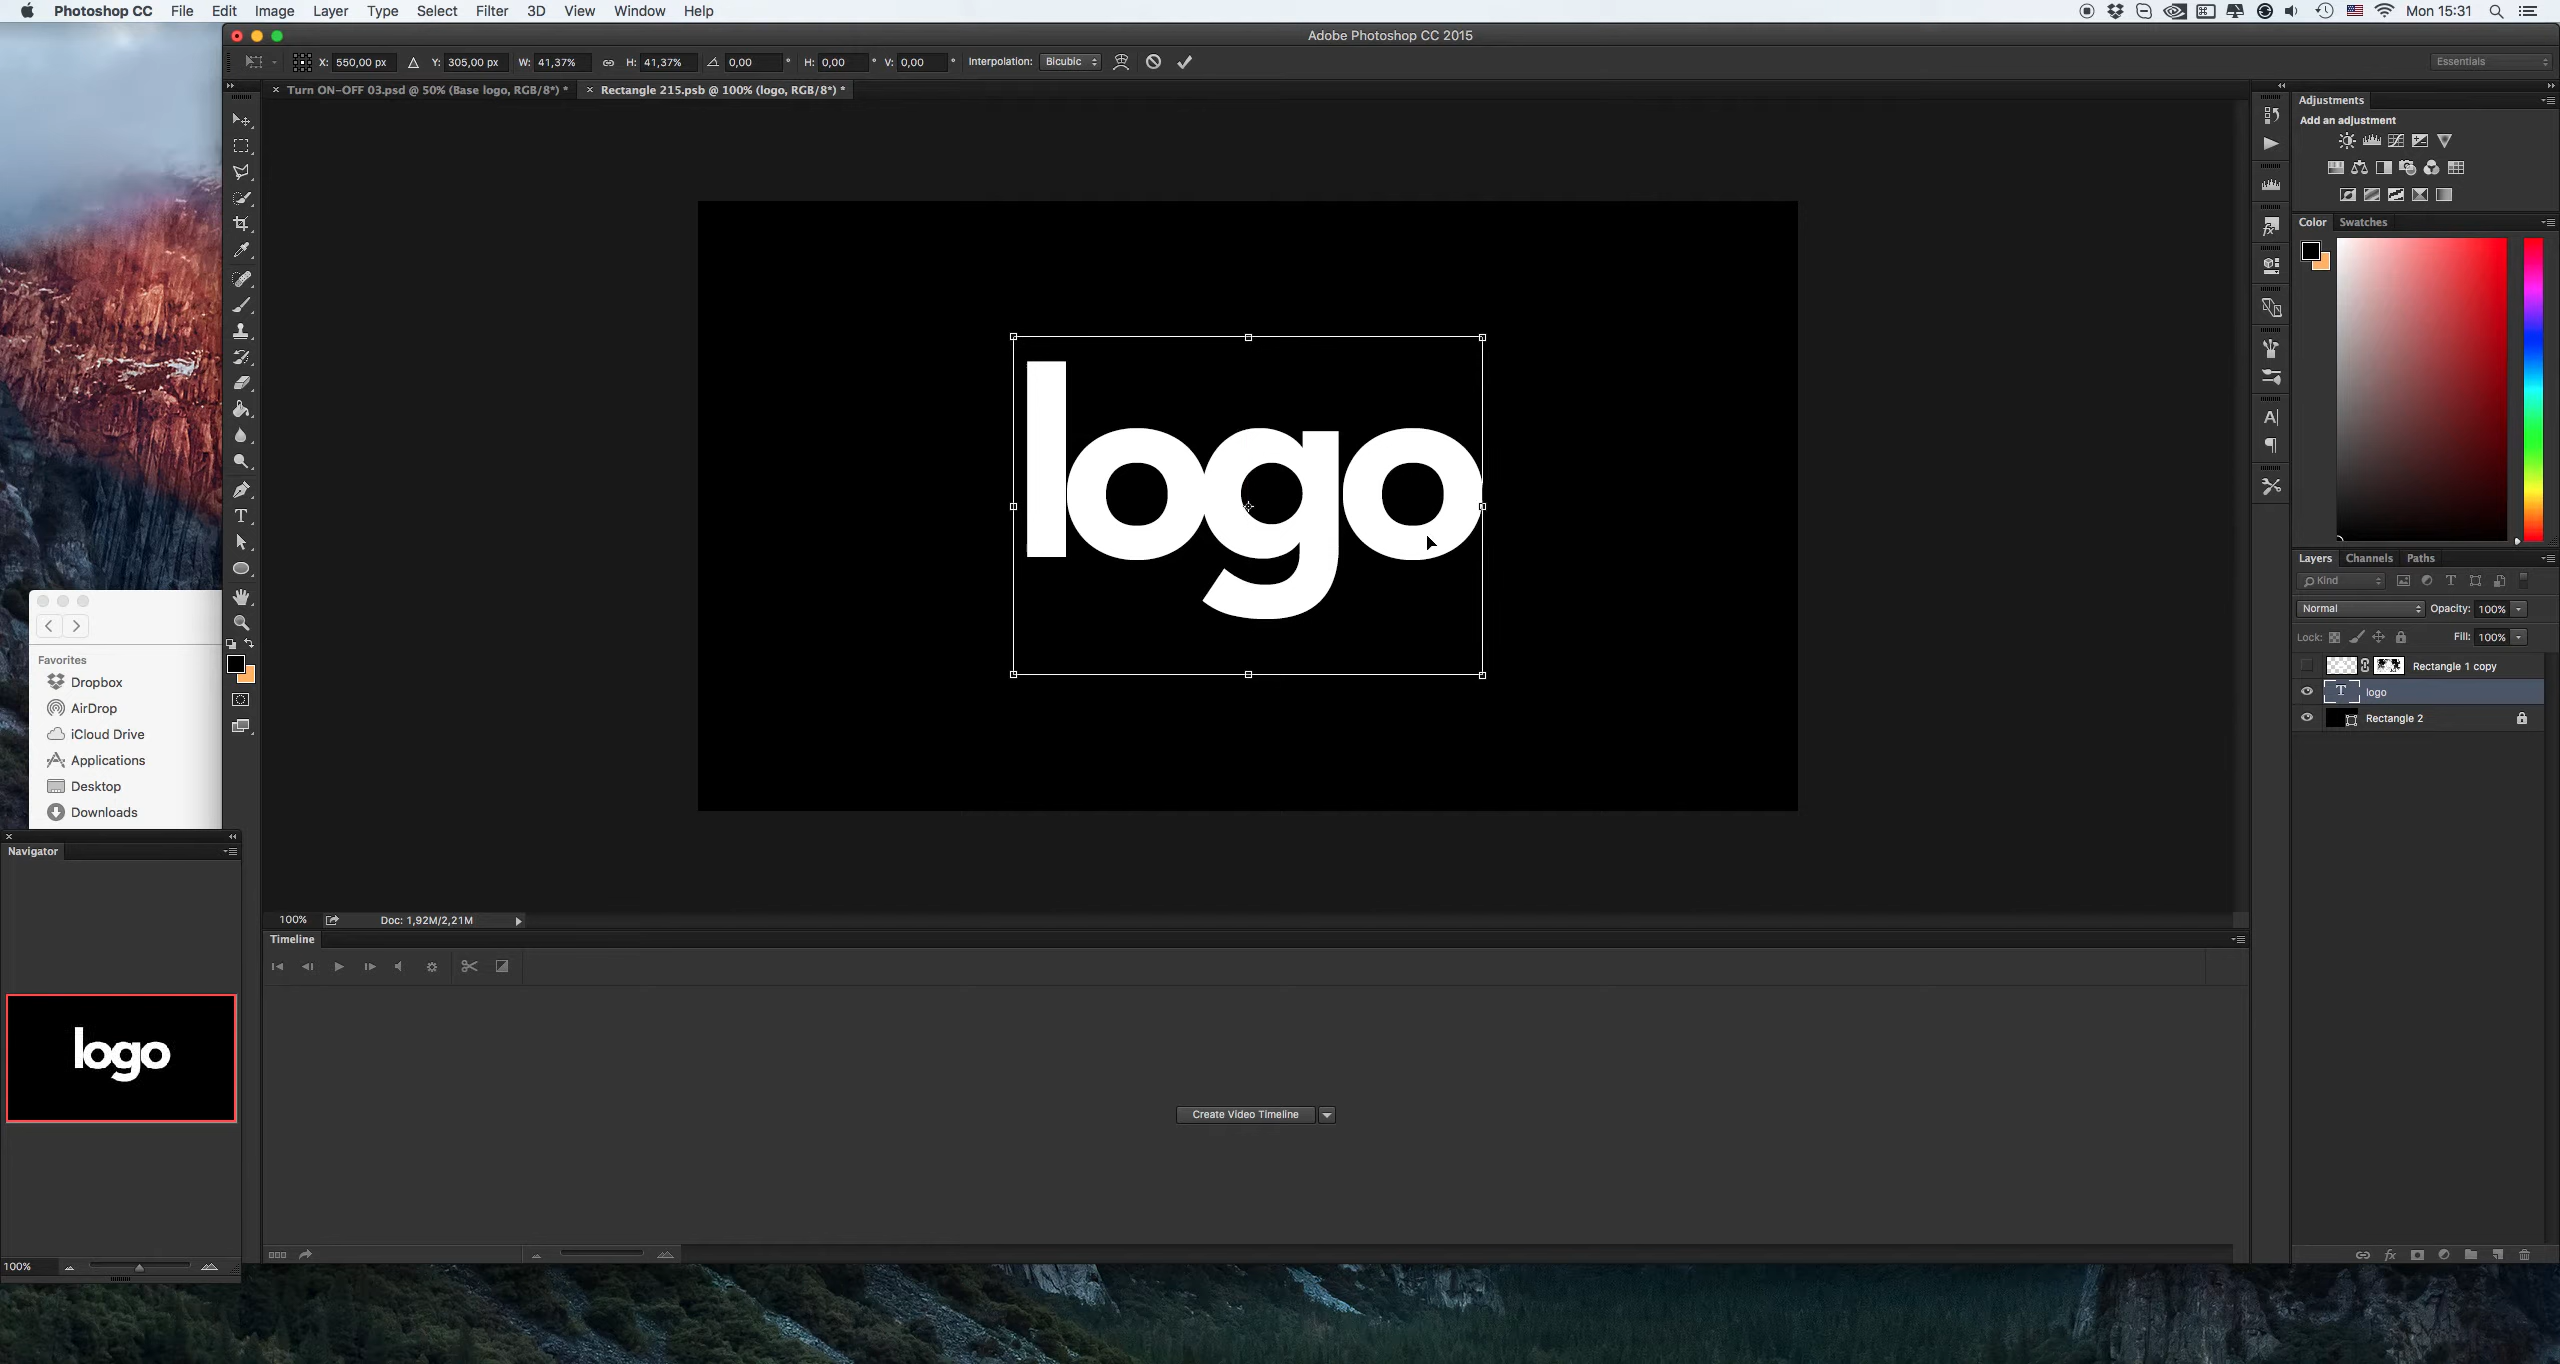 Photoshop CC File Edit Image Layer Type Select Filter 3D View Window Help Mon 15:31
Adobe Photoshop CC 2015
X: 550,00 px Y: 305,00 px W: 41,37% H: 41,37% 0,00 ° H: 0,00 ° V: 0,00 ° Interpolation: Bicubic Essentials
Turn ON-OFF 03.psd @ 50% (Base logo, RGB/8*) * Rectangle 215.psb @ 100% (logo, RGB/8*) *
Adjustments
Add an adjustment
Color Swatches
logo
Layers Channels Paths
Kind
Normal Opacity: 100%
Lock: Fill: 100%
Rectangle 1 copy
T logo
Rectangle 2
Favorites
Dropbox
AirDrop
iCloud Drive
Applications
Desktop
Downloads
Navigator
logo
100%
100% Doc: 1,92M/2,21M
Timeline
Create Video Timeline